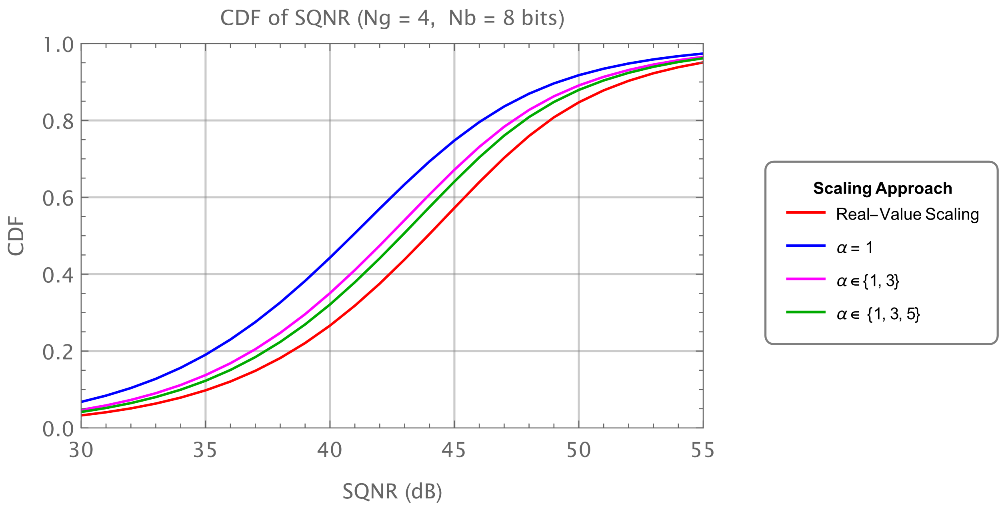 CDF of SQNR (Ng = 4, Nb = 8 bits)
1.0
0.8
0.6
0.4
0.2
0.0
CDF
30 35 40 45 50 55
SQNR (dB)
Scaling Approach
Real-Value Scaling
α = 1
α ∈ {1, 3}
α ∈ {1, 3, 5}